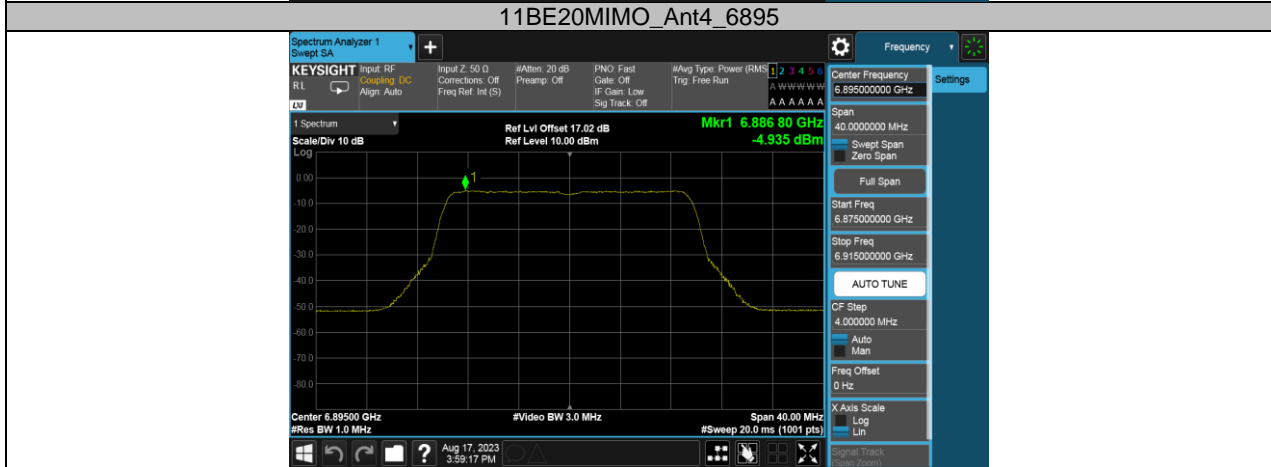 11BE20MIMO_Ant4_6895
Spectrum Analyzer 1
Swept SA
+
Frequency
KEYSIGHT
RL
LXI
Input: RF
Coupling: DC
Align: Auto
Input Z: 50 Ω
Corrections: Off
Freq Ref: Int (S)
#Atten: 20 dB
Preamp: Off
PNO: Fast
Gate: Off
IF Gain: Low
Sig Track: Off
#Avg Type: Power (RMS
Trig: Free Run
1 2 3 4 5 6
A W W W W W
A A A A A A
1 Spectrum
Scale/Div 10 dB
Ref Lvl Offset 17.02 dB
Ref Level 10.00 dBm
Mkr1 6.886 80 GHz
-4.935 dBm
Log
0.00
-10.0
-20.0
-30.0
-40.0
-50.0
-60.0
-70.0
-80.0
1
Center 6.89500 GHz
#Res BW 1.0 MHz
#Video BW 3.0 MHz
Span 40.00 MHz
#Sweep 20.0 ms (1001 pts)
Center Frequency
6.895000000 GHz
Settings
Span
40.0000000 MHz
Swept Span
Zero Span
Full Span
Start Freq
6.875000000 GHz
Stop Freq
6.915000000 GHz
AUTO TUNE
CF Step
4.000000 MHz
Auto
Man
Freq Offset
0 Hz
X Axis Scale
Log
Lin
Signal Track
(Span Zoom)
?
Aug 17, 2023
3:59:17 PM